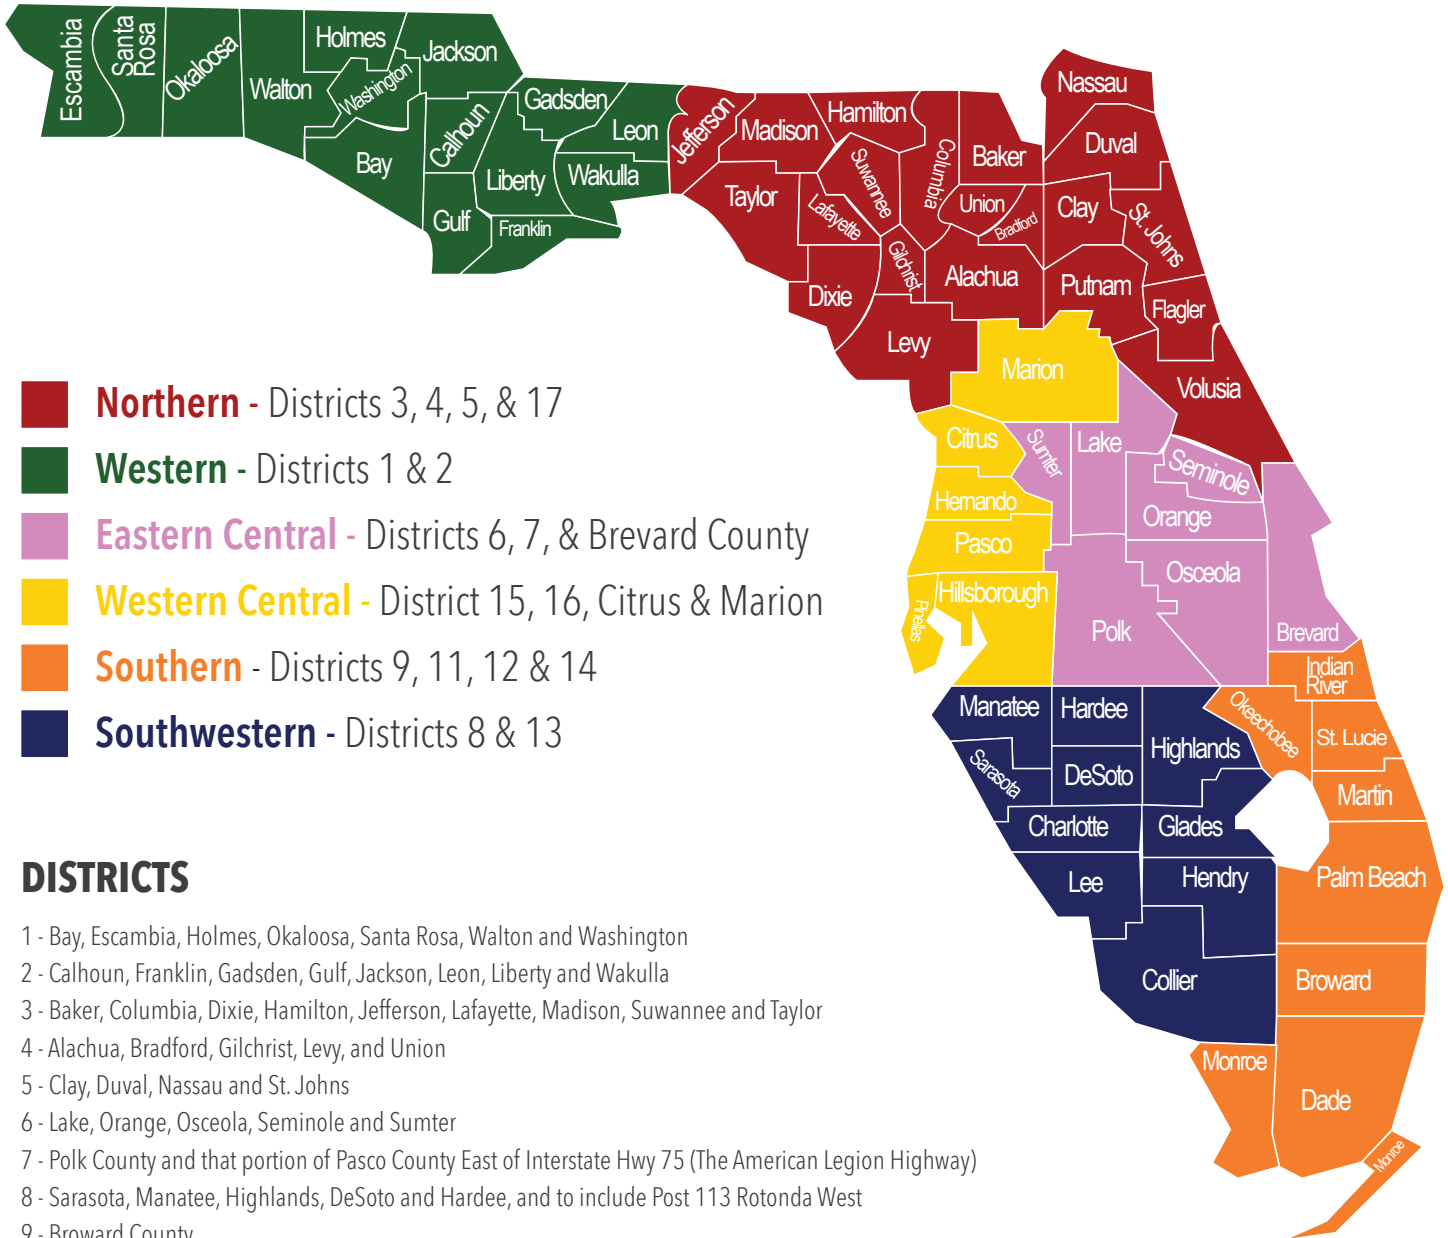 Escambia
Santa
Rosa
Okaloosa
Walton
Holmes
Washington
Jackson
Bay
Calhoun
Gulf
Gadsden
Liberty
Franklin
Leon
Wakulla
Jefferson
Madison
Taylor
Hamilton
Suwannee
Lafayette
Dixie
Columbia
Gilchrist
Levy
Baker
Union
Bradford
Alachua
Nassau
Duval
Clay
St. Johns
Putnam
Flagler
Volusia
Marion
Citrus
Sumter
Lake
Seminole
Hernando
Orange
Pasco
Osceola
Hillsborough
Pinellas
Polk
Brevard
Indian
River
Manatee
Hardee
Okeechobee
St. Lucie
Highlands
Sarasota
DeSoto
Martin
Charlotte
Glades
Lee
Hendry
Palm Beach
Collier
Broward
Monroe
Dade
Monroe
Northern - Districts 3, 4, 5, & 17
Western - Districts 1 & 2
Eastern Central - Districts 6, 7, & Brevard County
Western Central - District 15, 16, Citrus & Marion
Southern - Districts 9, 11, 12 & 14
Southwestern - Districts 8 & 13
DISTRICTS
1 - Bay, Escambia, Holmes, Okaloosa, Santa Rosa, Walton and Washington
2 - Calhoun, Franklin, Gadsden, Gulf, Jackson, Leon, Liberty and Wakulla
3 - Baker, Columbia, Dixie, Hamilton, Jefferson, Lafayette, Madison, Suwannee and Taylor
4 - Alachua, Bradford, Gilchrist, Levy, and Union
5 - Clay, Duval, Nassau and St. Johns
6 - Lake, Orange, Osceola, Seminole and Sumter
7 - Polk County and that portion of Pasco County East of Interstate Hwy 75 (The American Legion Highway)
8 - Sarasota, Manatee, Highlands, DeSoto and Hardee, and to include Post 113 Rotonda West
9 - Broward County